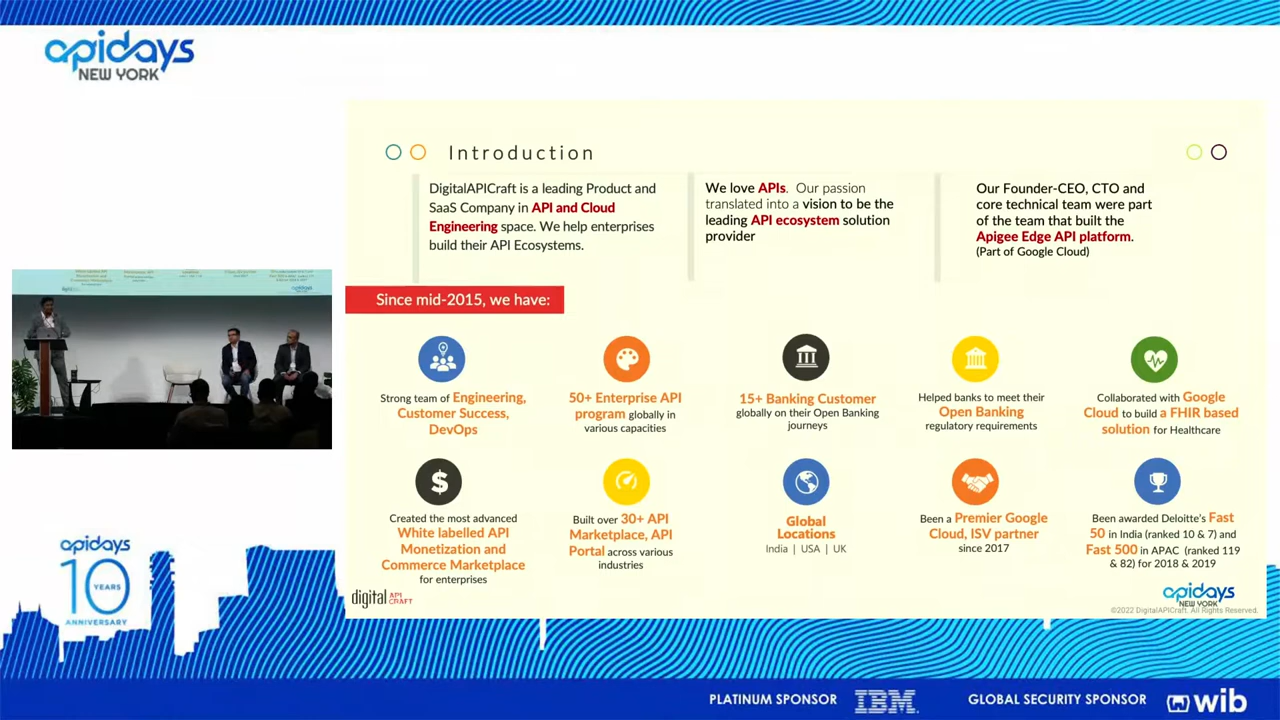 apidays
NEW YORK
Introduction
DigitalAPICraft is a leading Product and
SaaS Company in API and Cloud
Engineering space. We help enterprises
build their API Ecosystems.
We love APIs. Our passion
translated into a vision to be the
leading API ecosystem solution
provider
Our Founder-CEO, CTO and
core technical team were part
of the team that built the
Apigee Edge API platform.
(Part of Google Cloud)
Since mid-2015, we have:
Strong team of Engineering,
Customer Success,
DevOps
50+ Enterprise API
program globally in
various capacities
15+ Banking Customer
globally on their Open Banking
journeys
Helped banks to meet their
Open Banking
regulatory requirements
Collaborated with Google
Cloud to build a FHIR based
solution for Healthcare
$
Created the most advanced
White labelled API
Monetization and
Commerce Marketplace
for enterprises
Built over 30+ API
Marketplace, API
Portal across various
industries
Global
Locations
India | USA | UK
Been a Premier Google
Cloud, ISV partner
since 2017
Been awarded Deloitte's Fast
50 in India (ranked 10 & 7) and
Fast 500 in APAC (ranked 119
& 82) for 2018 & 2019
digital API
CRAFT
apidays
NEW YORK
©2022 DigitalAPICraft. All Rights Reserved.
apidays
10
YEARS
ANNIVERSARY
PLATINUM SPONSOR IBM GLOBAL SECURITY SPONSOR wib